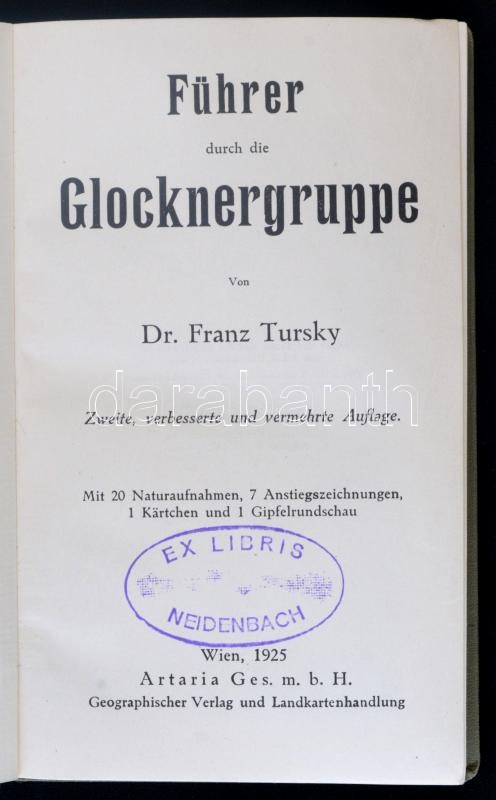 Führer
durch die
Glocknergruppe
Von
Dr. Franz Tursky
darabanth
Zweite, verbesserte und vermehrte Auflage.
Mit 20 Naturaufnahmen, 7 Anstiegszeichnungen,
1 Kärtchen und 1 Gipfelrundschau
EX LIBRIS
NEIDENBACH
Wien, 1925
Artaria Ges. m. b. H.
Geographischer Verlag und Landkartenhandlung